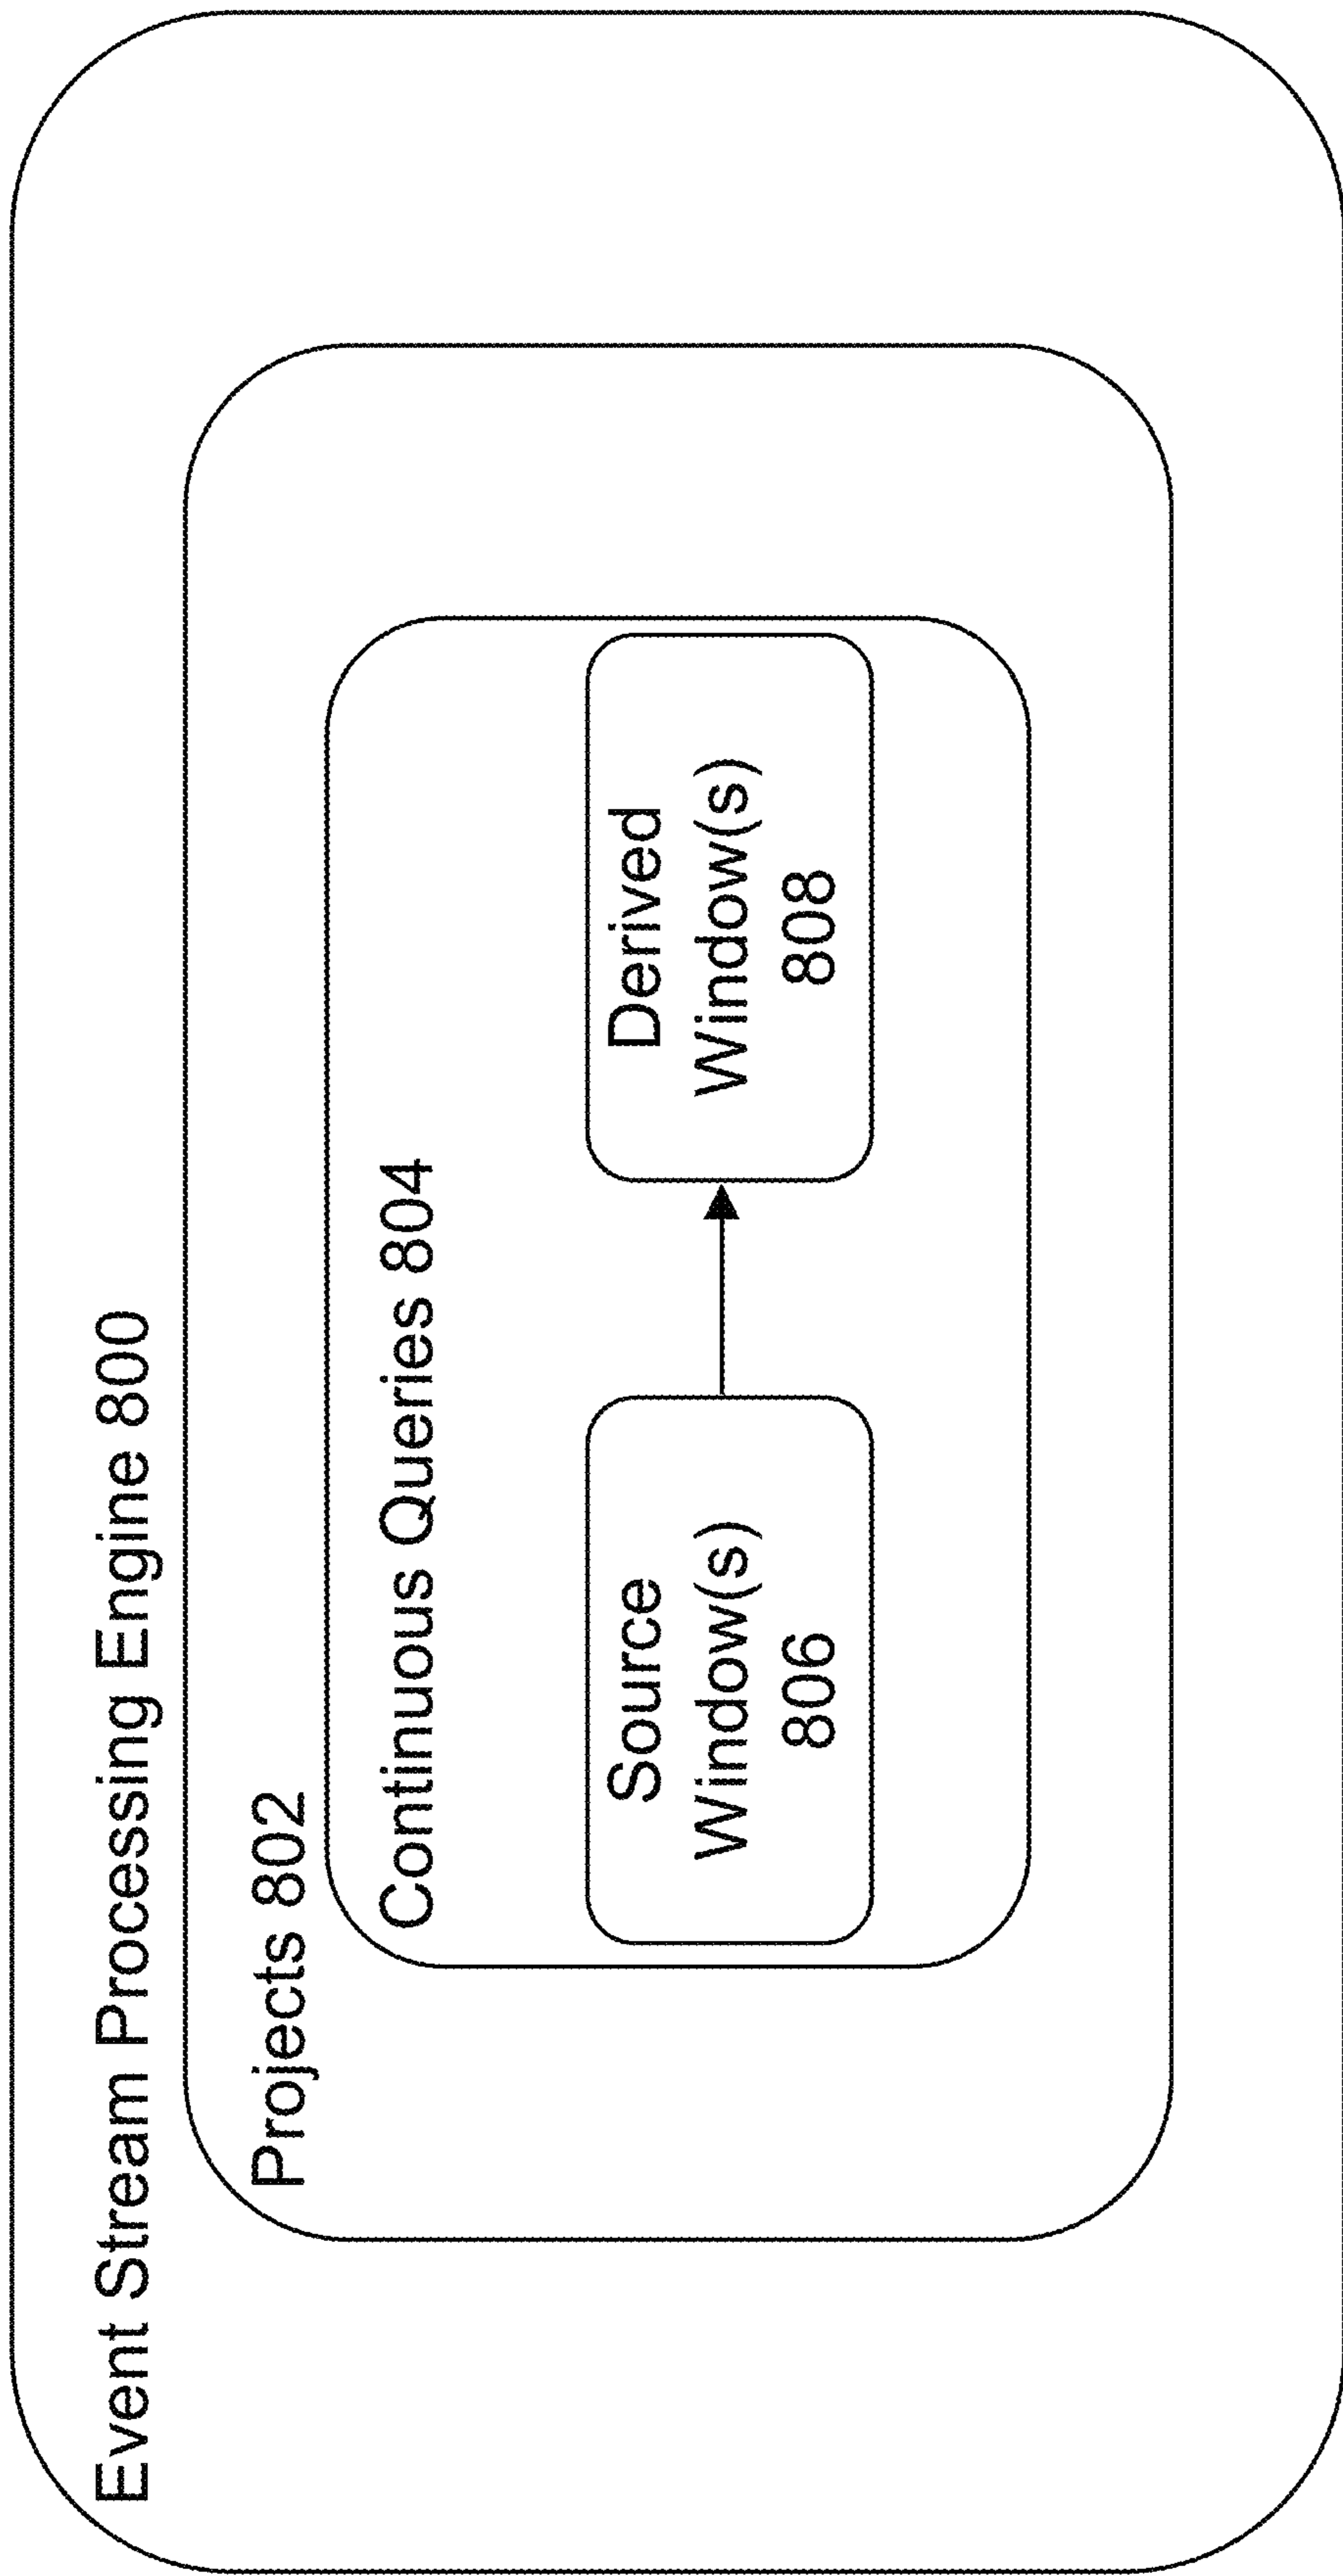 Event Stream Processing Engine 800
Projects 802
Continuous Queries 804
Source
Window(s)
806
Derived
Window(s)
808